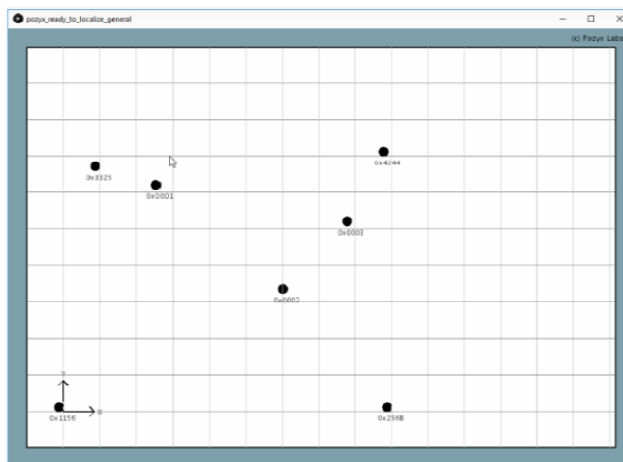 pozyx_ready_to_localize_general
(c) Pozyx Labs
0x4244
0x3325
0x0001
0x0003
0x0002
Y
X
0x1156
0x256B